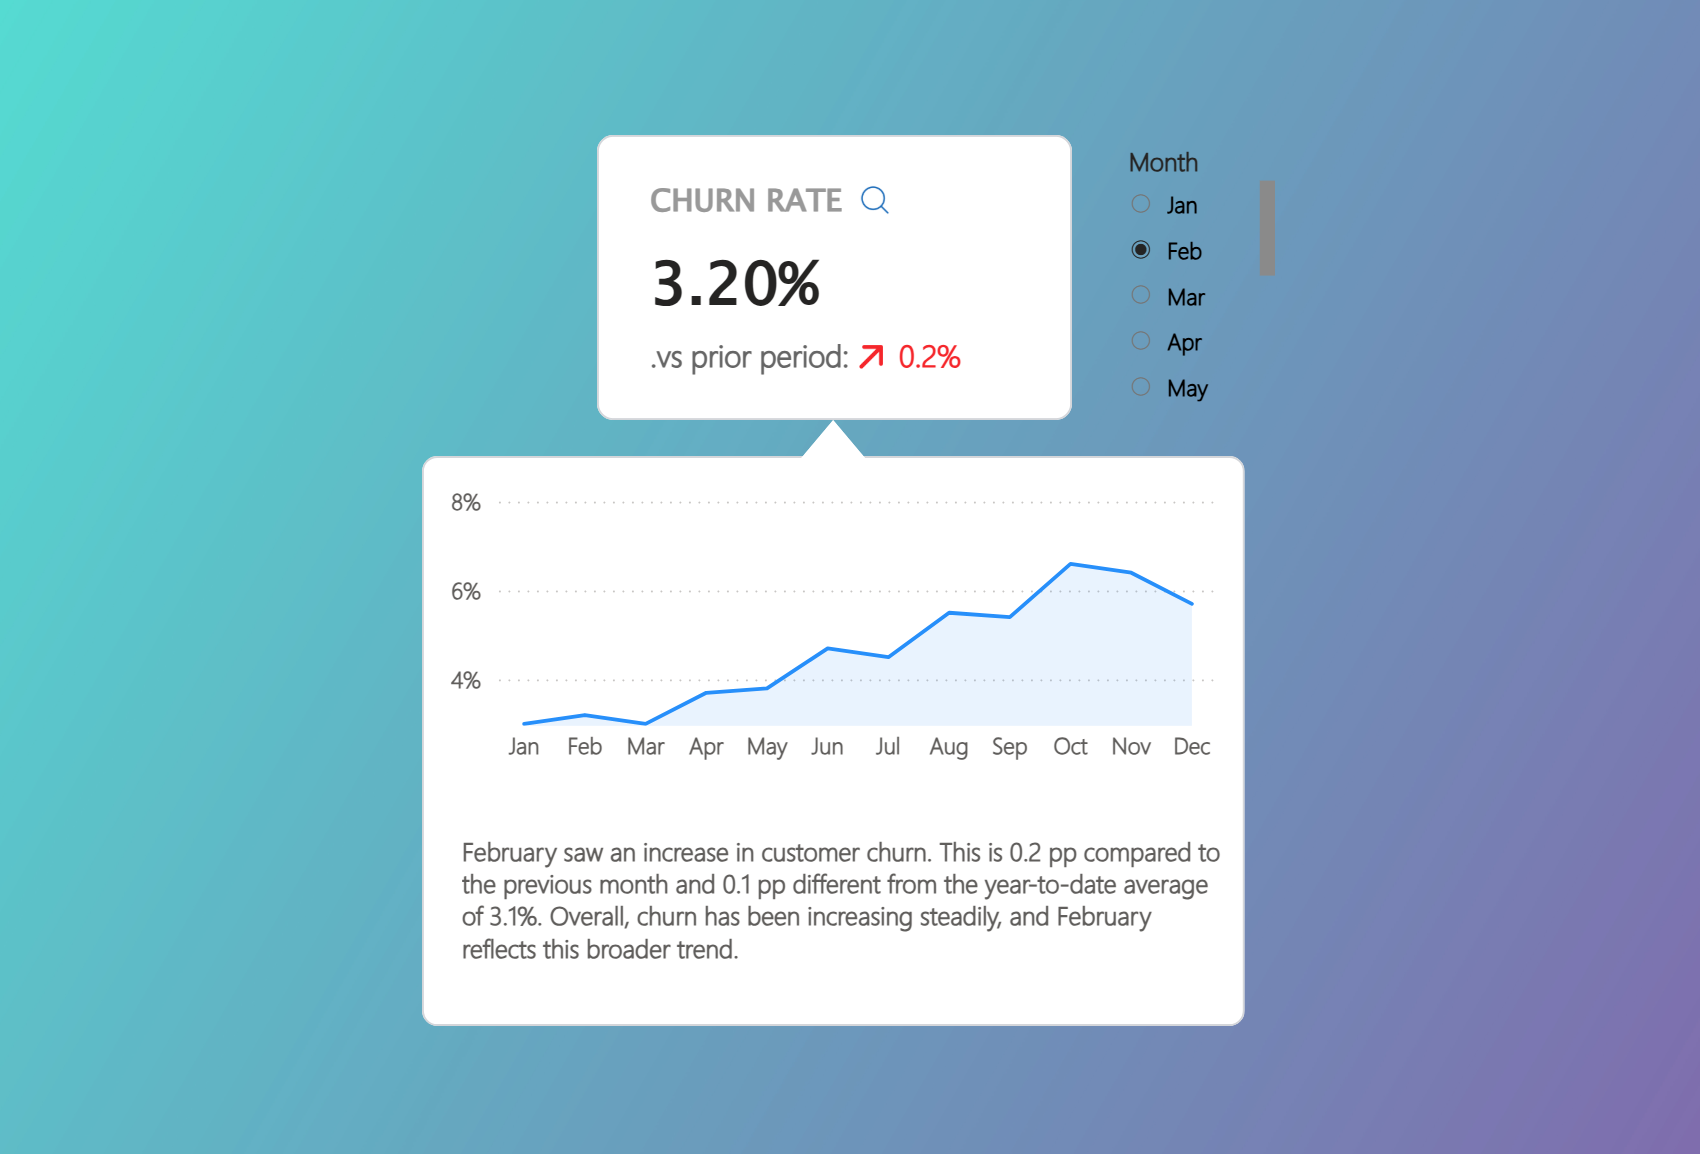 CHURN RATE
3.20%
.vs prior period: 0.2%
Month
Jan
Feb
Mar
Apr
May
8%
6%
4%
Jan Feb Mar Apr May Jun Jul Aug Sep Oct Nov Dec
February saw an increase in customer churn. This is 0.2 pp compared to
the previous month and 0.1 pp different from the year-to-date average
of 3.1%. Overall, churn has been increasing steadily, and February
reflects this broader trend.